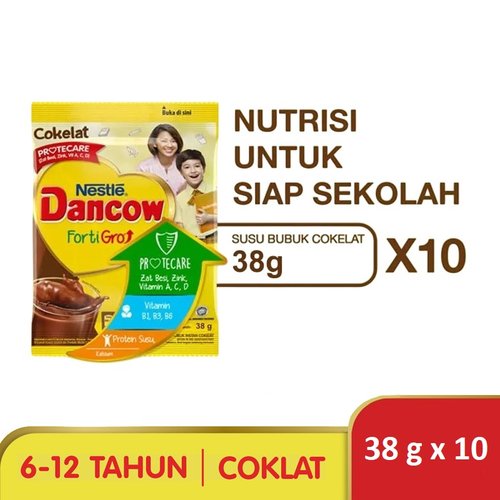 Buka di sini
Cokelat
PROTECARE
Zat Besi, Zink, Vit A, C, D
Nestlé
Dancow
FortiGro
PROTECARE
Zat Besi, Zink,
Vitamin A, C, D
Vitamin
B1, B3, B6
Protein Susu
Kalsium
38 g
NUTRISI
UNTUK
SIAP SEKOLAH
SUSU BUBUK COKELAT
38g
X10
6-12 TAHUN | COKLAT
38 g x 10